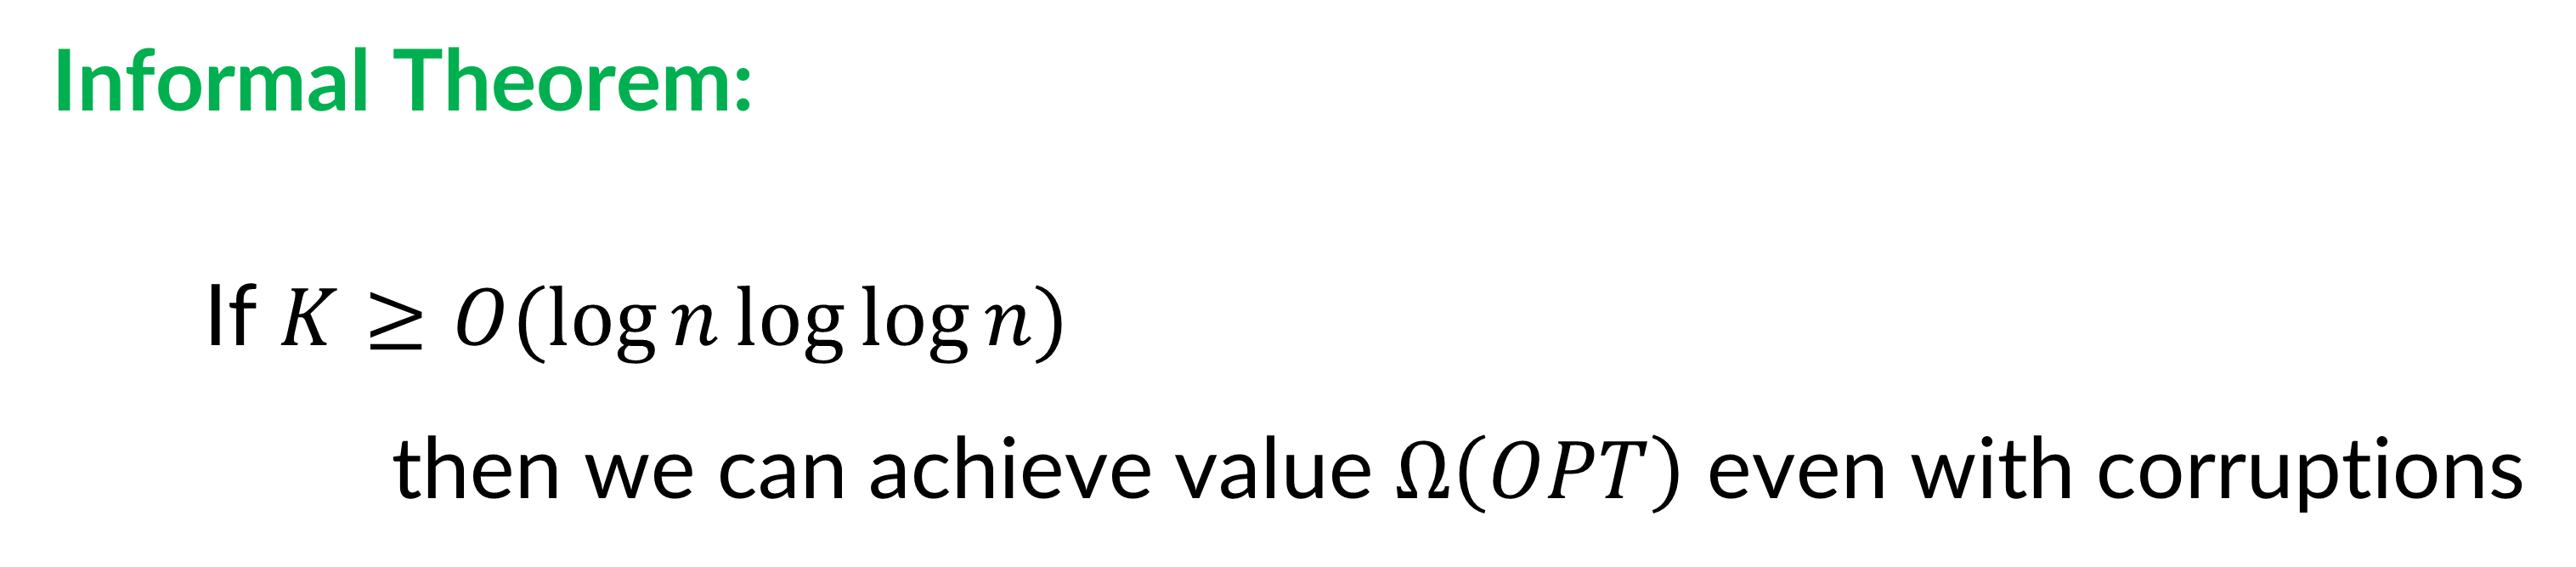 Informal Theorem:
If K ≥ O(log n log log n)
then we can achieve value Ω(OPT) even with corruptions